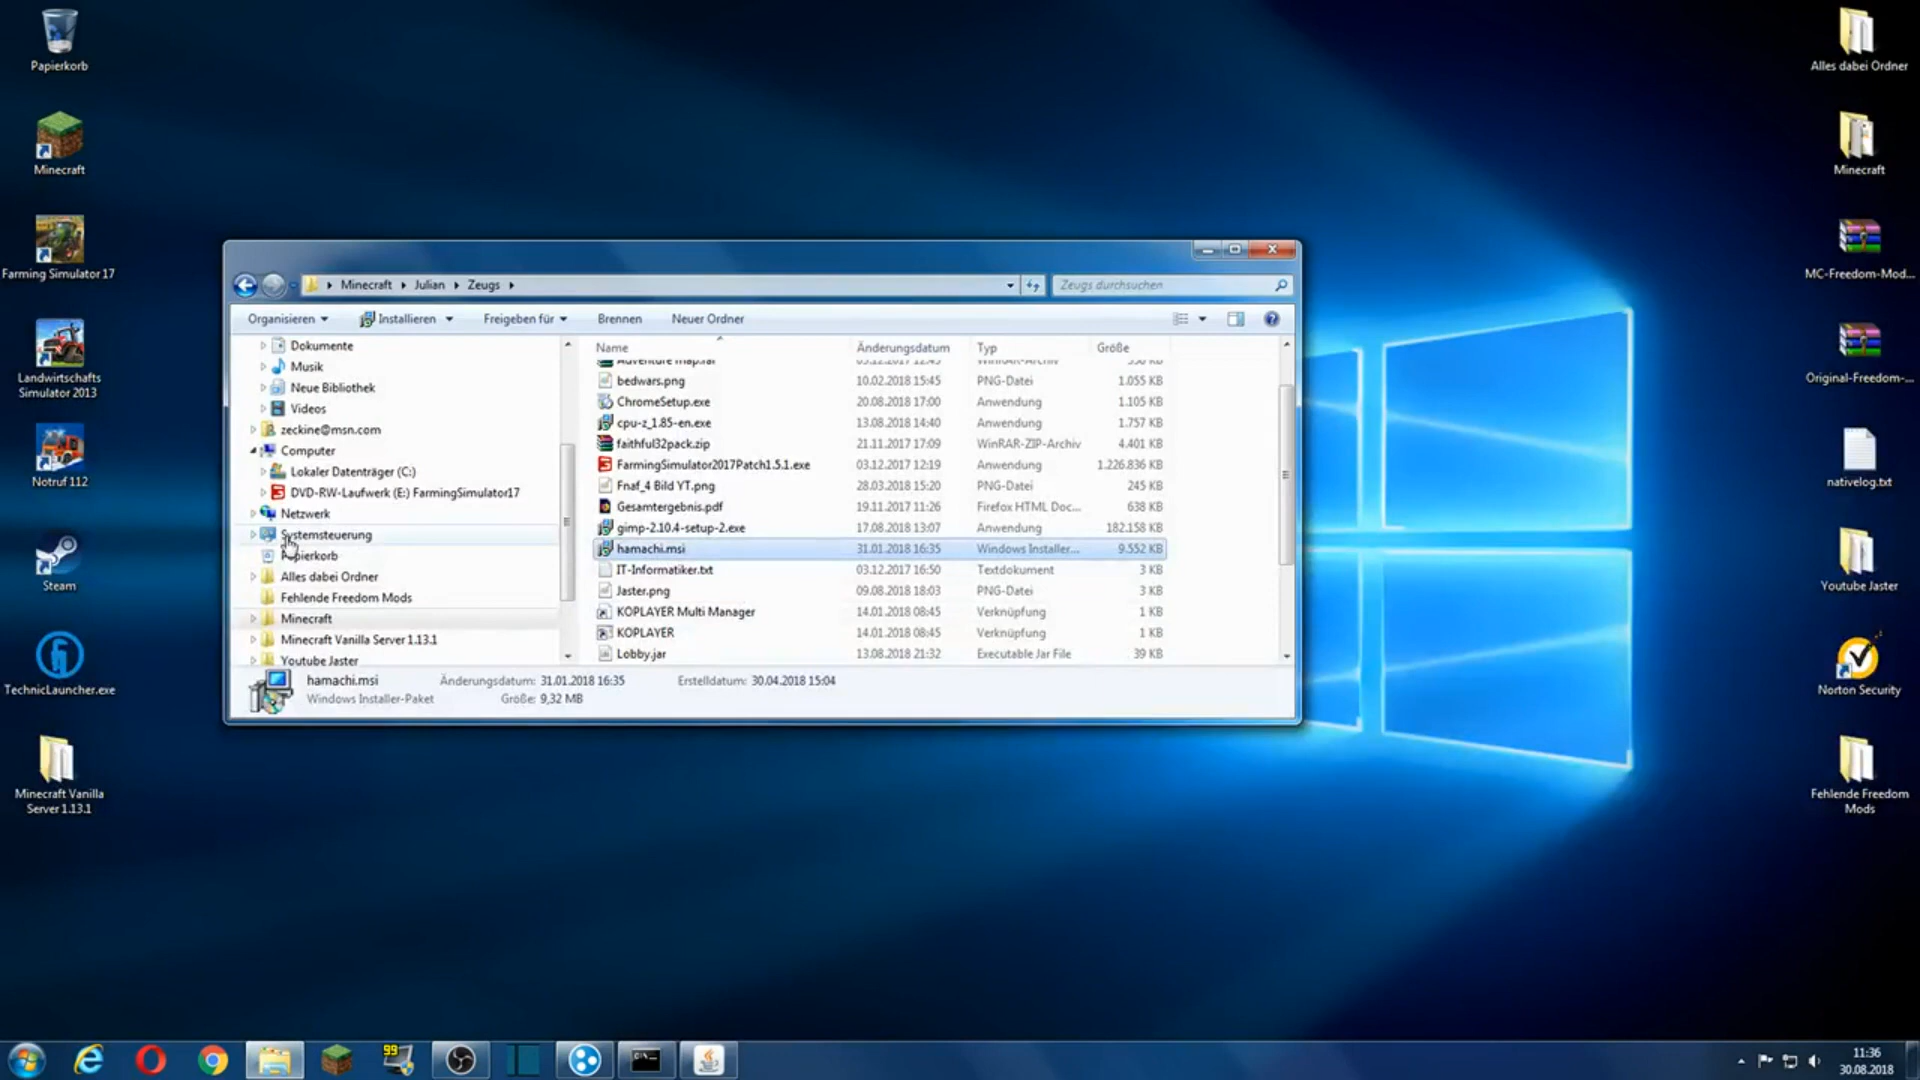 Papierkorb
Minecraft
Farming Simulator 17
Landwirtschafts
Simulator 2013
Notruf 112
Steam
TechnicLauncher.exe
Minecraft Vanilla
Server 1.13.1
Minecraft Julian Zeugs
Zeugs durchsuchen
Organisieren Installieren Freigeben für Brennen Neuer Ordner
Dokumente
Musik
Neue Bibliothek
Videos
zeckine@msn.com
Computer
Lokaler Datenträger (C:)
DVD-RW-Laufwerk (E:) FarmingSimulator17
Netzwerk
Systemsteuerung
Papierkorb
Alles dabei Ordner
Fehlende Freedom Mods
Minecraft
Minecraft Vanilla Server 1.13.1
Youtube Jaster
Name Änderungsdatum Typ Größe
Adventure map.rar 03.12.2017 12:45 WinRAR-Archiv 330 KB
bedwars.png 10.02.2018 15:45 PNG-Datei 1.055 KB
ChromeSetup.exe 20.08.2018 17:00 Anwendung 1.105 KB
cpu-z_1.85-en.exe 13.08.2018 14:40 Anwendung 1.757 KB
faithful32pack.zip 21.11.2017 17:09 WinRAR-ZIP-Archiv 4.401 KB
FarmingSimulator2017Patch1.5.1.exe 03.12.2017 12:19 Anwendung 1.226.836 KB
Fnaf_4 Bild YT.png 28.03.2018 15:20 PNG-Datei 245 KB
Gesamtergebnis.pdf 19.11.2017 11:26 Firefox HTML Doc... 638 KB
gimp-2.10.4-setup-2.exe 17.08.2018 13:07 Anwendung 182.158 KB
hamachi.msi 31.01.2018 16:35 Windows Installer... 9.552 KB
IT-Informatiker.txt 03.12.2017 16:50 Textdokument 3 KB
Jaster.png 09.08.2018 18:03 PNG-Datei 3 KB
KOPLAYER Multi Manager 14.01.2018 08:45 Verknüpfung 1 KB
KOPLAYER 14.01.2018 08:45 Verknüpfung 1 KB
Lobby.jar 13.08.2018 21:32 Executable Jar File 39 KB
hamachi.msi Änderungsdatum: 31.01.2018 16:35 Erstelldatum: 30.04.2018 15:04
Windows Installer-Paket Größe: 9,32 MB
Alles dabei Ordner
Minecraft
MC-Freedom-Mod...
Original-Freedom-...
nativelog.txt
Youtube Jaster
Norton Security
Fehlende Freedom
Mods
99
11:36
30.08.2018